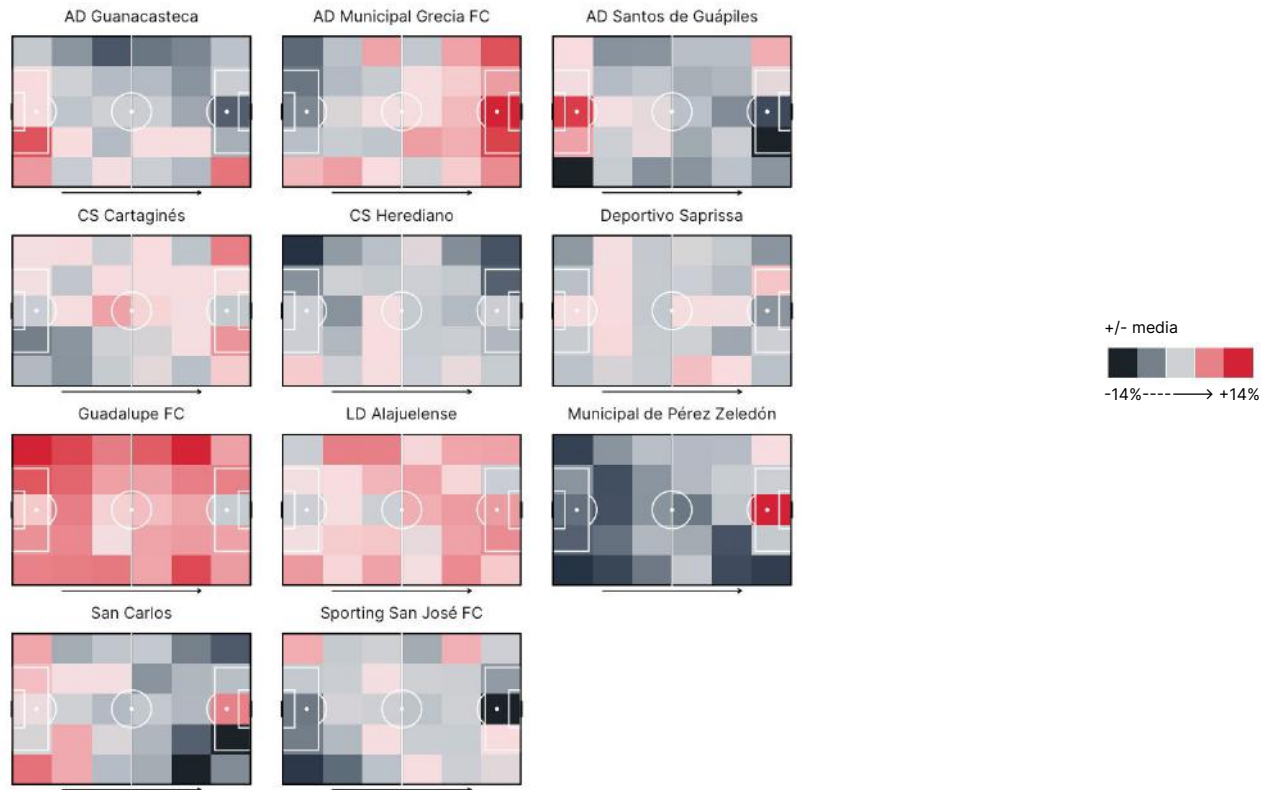 AD Guanacasteca
AD Municipal Grecia FC
AD Santos de Guápiles
CS Cartaginés
CS Herediano
Deportivo Saprissa
+/- media
-14%-----→ +14%
Guadalupe FC
LD Alajuelense
Municipal de Pérez Zeledón
San Carlos
Sporting San José FC